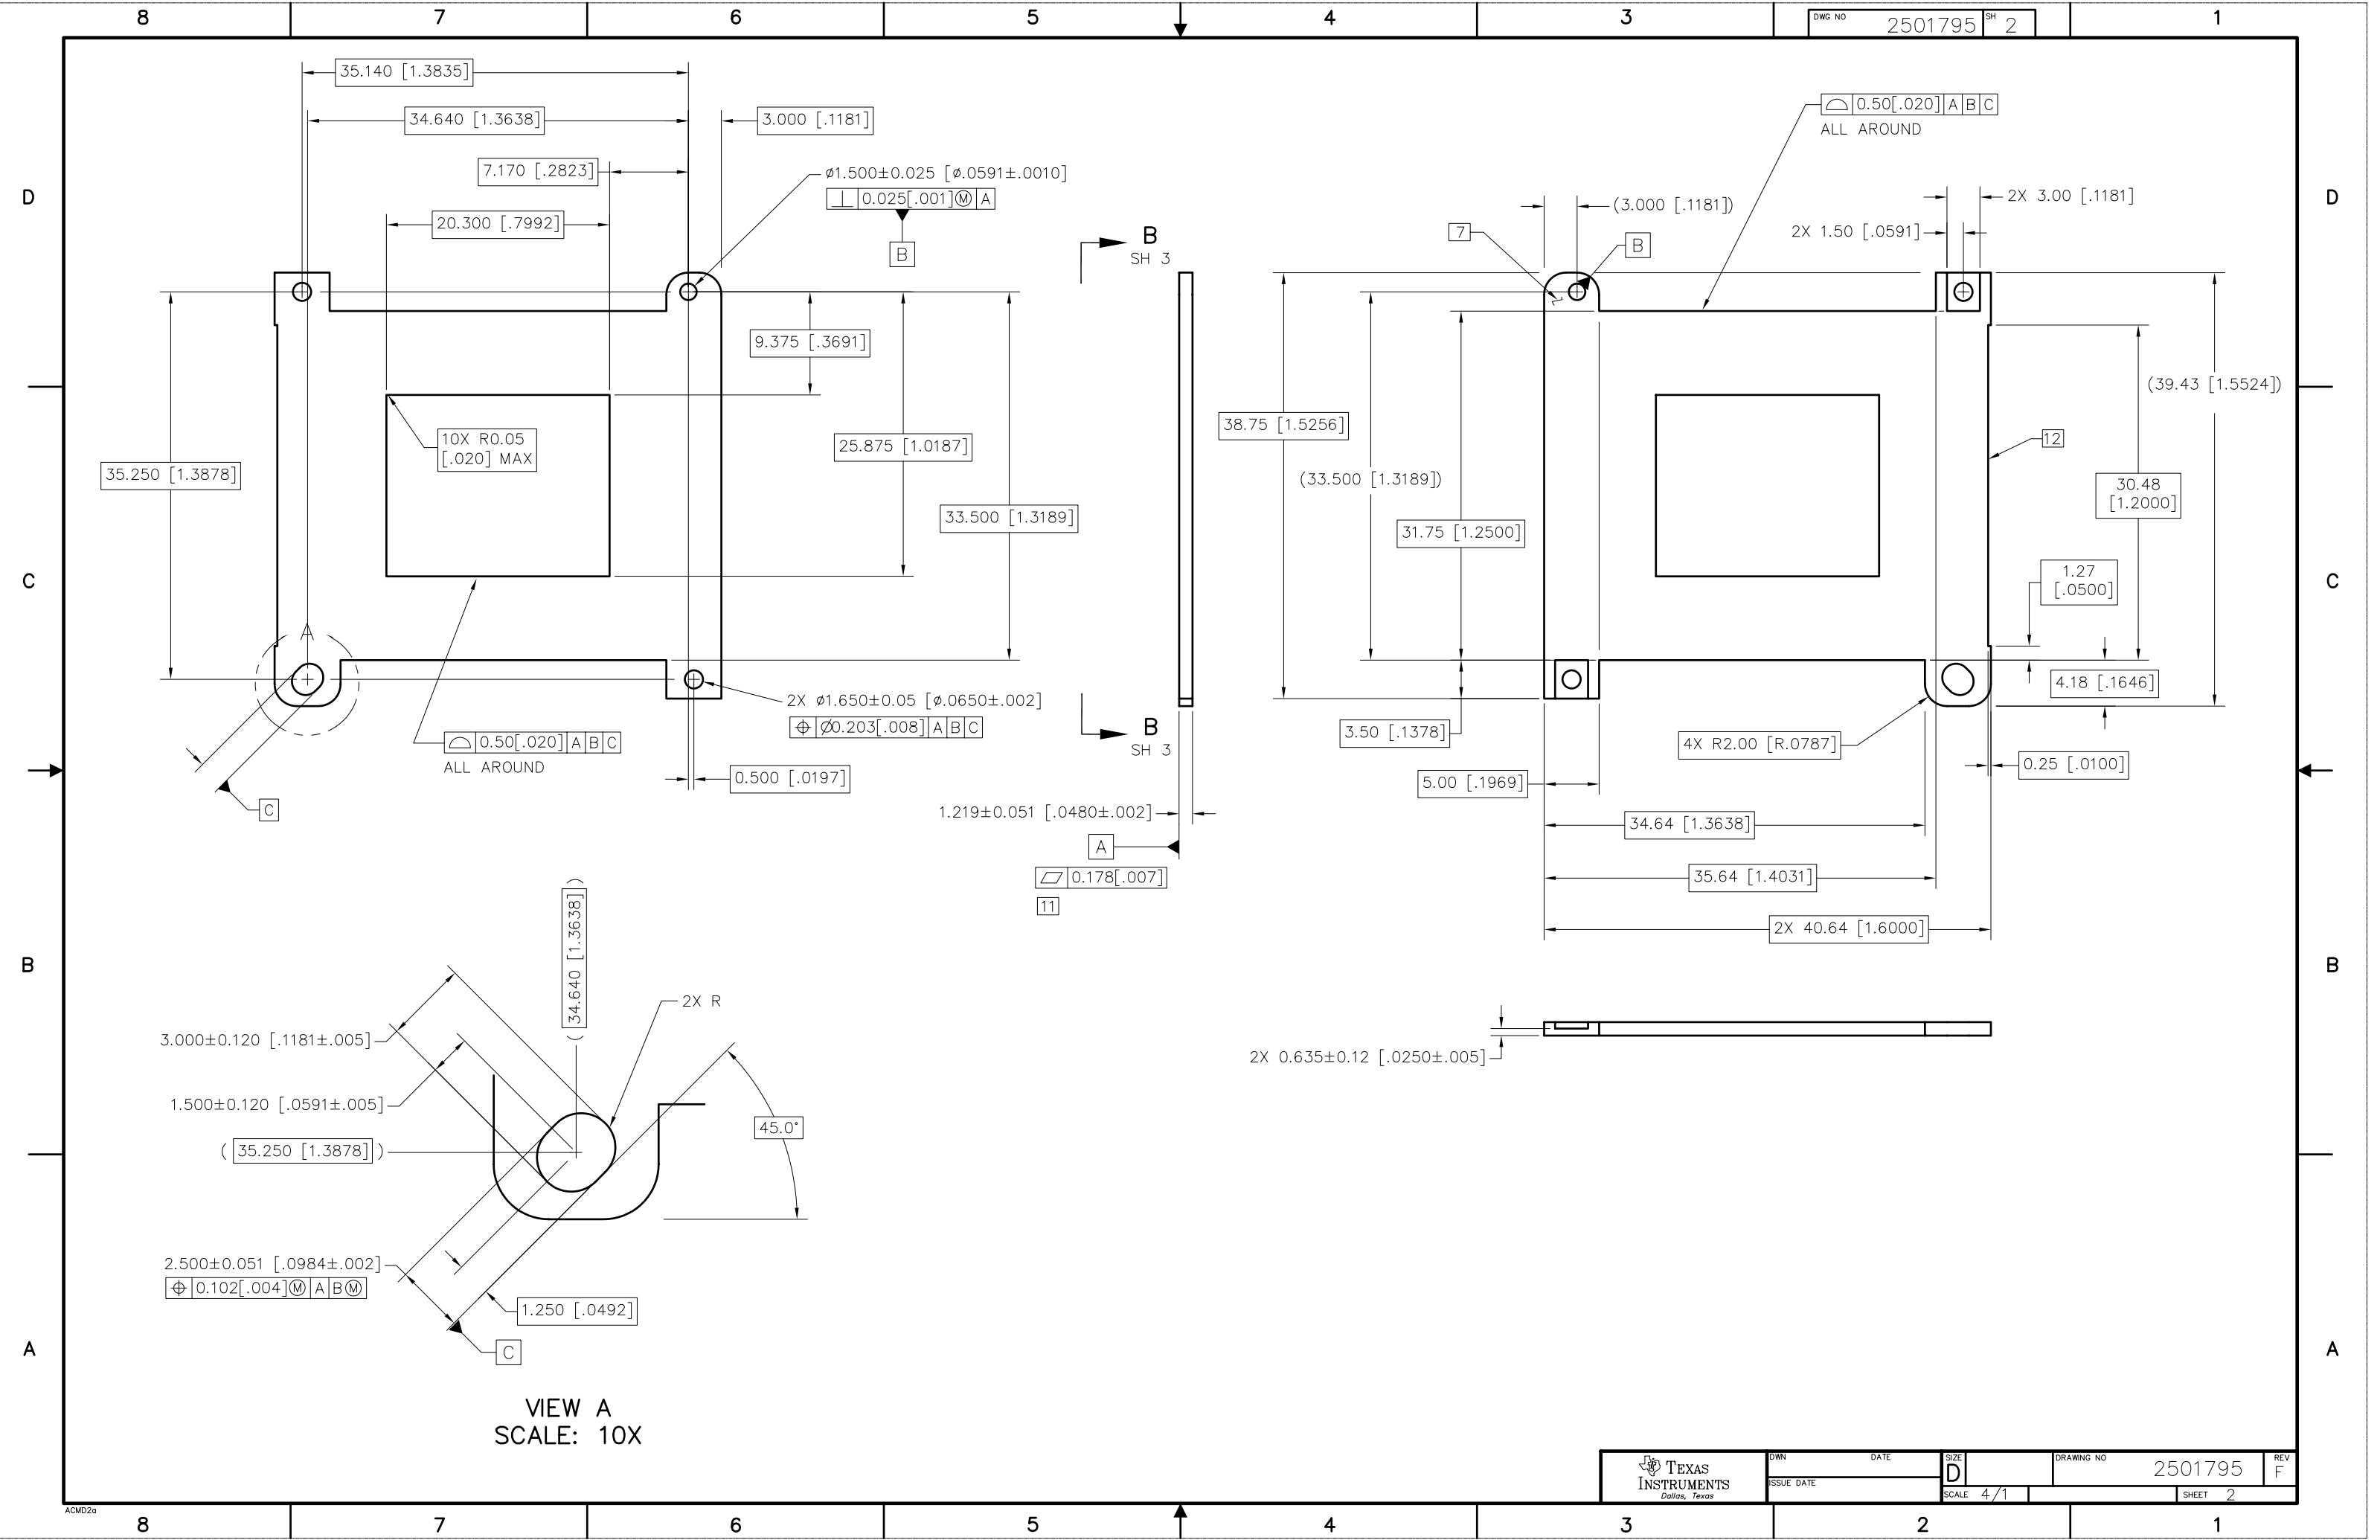 8 7 6 5 4 3 2 1
DWG NO 2501795 SH 2
D
C
B
A
35.140 [1.3835]
34.640 [1.3638]
3.000 [.1181]
7.170 [.2823]
ø1.500±0.025 [ø.0591±.0010]
⟂ 0.025[.001]Ⓜ A
B
20.300 [.7992]
9.375 [.3691]
10X R0.05
[.020] MAX
25.875 [1.0187]
35.250 [1.3878]
33.500 [1.3189]
A
2X ø1.650±0.05 [ø.0650±.002]
⌖ Ø0.203[.008] A B C
⌓ 0.50[.020] A B C
ALL AROUND
0.500 [.0197]
C
B
SH 3
B
SH 3
1.219±0.051 [.0480±.002]
A
⏥ 0.178[.007]
11
⌓ 0.50[.020] A B C
ALL AROUND
(3.000 [.1181])
2X 3.00 [.1181]
2X 1.50 [.0591]
7
B
(39.43 [1.5524])
38.75 [1.5256]
12
(33.500 [1.3189])
30.48
[1.2000]
31.75 [1.2500]
1.27
[.0500]
4.18 [.1646]
3.50 [.1378]
4X R2.00 [R.0787]
0.25 [.0100]
5.00 [.1969]
34.64 [1.3638]
35.64 [1.4031]
2X 40.64 [1.6000]
2X 0.635±0.12 [.0250±.005]
(34.640 [1.3638])
2X R
3.000±0.120 [.1181±.005]
1.500±0.120 [.0591±.005]
45.0°
(35.250 [1.3878])
2.500±0.051 [.0984±.002]
⌖ 0.102[.004]Ⓜ A BⓂ
1.250 [.0492]
C
VIEW A
SCALE: 10X
TEXAS
INSTRUMENTS
Dallas, Texas
DWN DATE
ISSUE DATE
SIZE
D
DRAWING NO
2501795
REV
F
SCALE 4/1
SHEET 2
ACMD2a
8 7 6 5 4 3 2 1
D
C
B
A